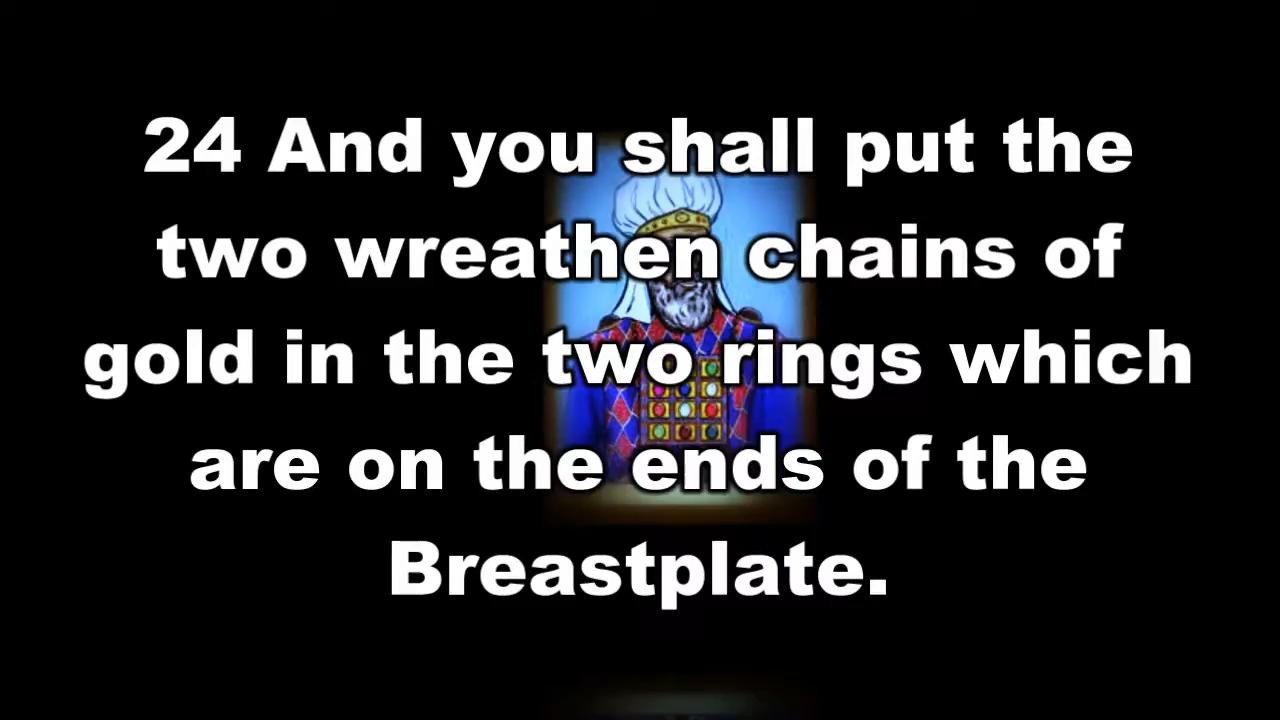 24 And you shall put the
two wreathen chains of
gold in the two rings which
are on the ends of the
Breastplate.